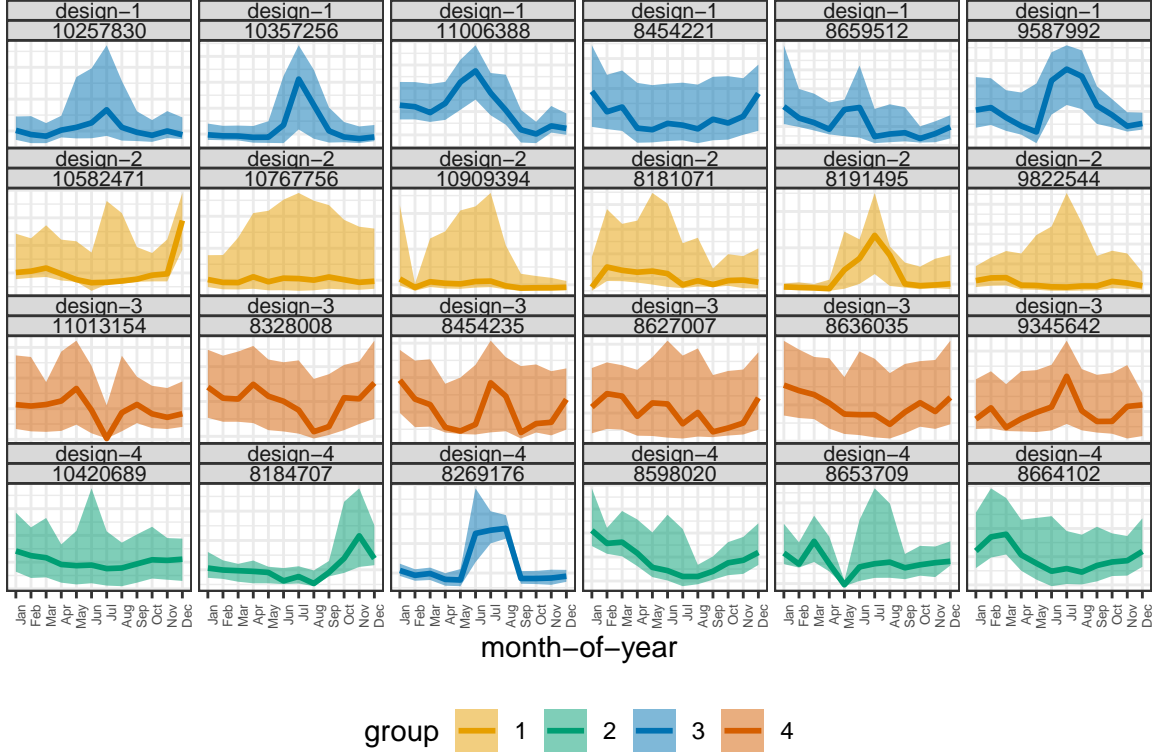 design−1 design−1 design−1 design−1 design−1 design−1
10257830 10357256 11006388 8454221 8659512 9587992
design−2 design−2 design−2 design−2 design−2 design−2
10582471 10767756 10909394 8181071 8191495 9822544
design−3 design−3 design−3 design−3 design−3 design−3
11013154 8328008 8454235 8627007 8636035 9345642
design−4 design−4 design−4 design−4 design−4 design−4
10420689 8184707 8269176 8598020 8653709 8664102
Jan Feb Mar Apr May Jun Jul Aug Sep Oct Nov Dec Jan Feb Mar Apr May Jun Jul Aug Sep Oct Nov Dec Jan Feb Mar Apr May Jun Jul Aug Sep Oct Nov Dec Jan Feb Mar Apr May Jun Jul Aug Sep Oct Nov Dec Jan Feb Mar Apr May Jun Jul Aug Sep Oct Nov Dec Jan Feb Mar Apr May Jun Jul Aug Sep Oct Nov Dec
month−of−year
group 1 2 3 4